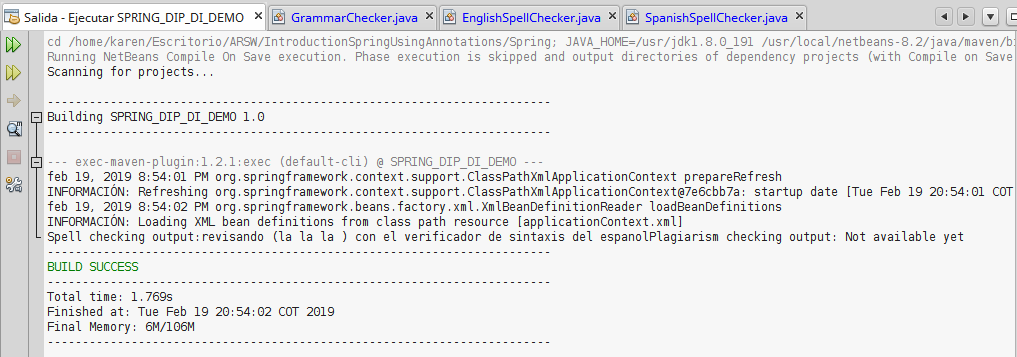 Salida - Ejecutar SPRING_DIP_DI_DEMO × GrammarChecker.java × EnglishSpellChecker.java × SpanishSpellChecker.java ×
cd /home/karen/Escritorio/ARSW/IntroductionSpringUsingAnnotations/Spring; JAVA_HOME=/usr/jdk1.8.0_191 /usr/local/netbeans-8.2/java/maven/bi
Running NetBeans Compile On Save execution. Phase execution is skipped and output directories of dependency projects (with Compile on Save
Scanning for projects...
------------------------------------------------------------------------
Building SPRING_DIP_DI_DEMO 1.0
------------------------------------------------------------------------
--- exec-maven-plugin:1.2.1:exec (default-cli) @ SPRING_DIP_DI_DEMO ---
feb 19, 2019 8:54:01 PM org.springframework.context.support.ClassPathXmlApplicationContext prepareRefresh
INFORMACIÓN: Refreshing org.springframework.context.support.ClassPathXmlApplicationContext@7e6cbb7a: startup date [Tue Feb 19 20:54:01 COT
feb 19, 2019 8:54:02 PM org.springframework.beans.factory.xml.XmlBeanDefinitionReader loadBeanDefinitions
INFORMACIÓN: Loading XML bean definitions from class path resource [applicationContext.xml]
Spell checking output:revisando (la la la ) con el verificador de sintaxis del espanolPlagiarism checking output: Not available yet
------------------------------------------------------------------------
BUILD SUCCESS
------------------------------------------------------------------------
Total time: 1.769s
Finished at: Tue Feb 19 20:54:02 COT 2019
Final Memory: 6M/106M
------------------------------------------------------------------------